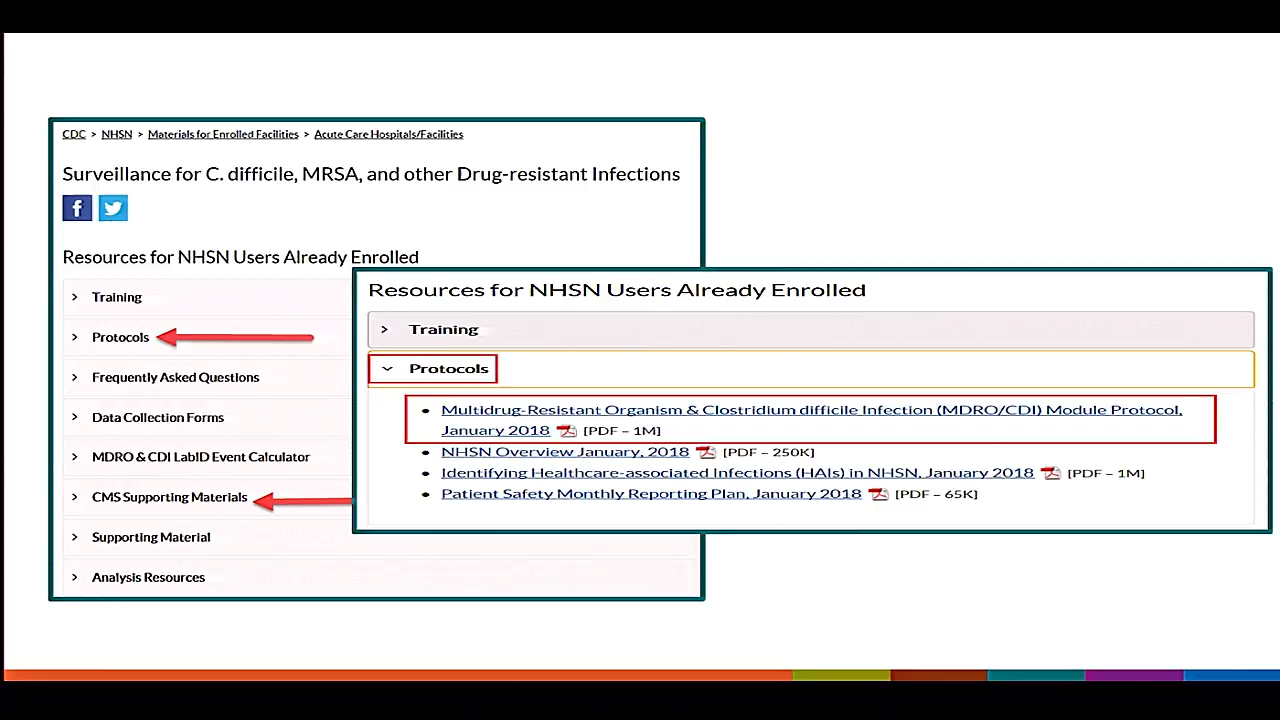 CDC > NHSN > Materials for Enrolled Facilities > Acute Care Hospitals/Facilities
Surveillance for C. difficile, MRSA, and other Drug-resistant Infections
f
Resources for NHSN Users Already Enrolled
> Training
> Protocols
> Frequently Asked Questions
> Data Collection Forms
> MDRO & CDI LabID Event Calculator
> CMS Supporting Materials
> Supporting Material
> Analysis Resources
Resources for NHSN Users Already Enrolled
> Training
Protocols
• Multidrug-Resistant Organism & Clostridium difficile Infection (MDRO/CDI) Module Protocol,
January 2018 [PDF – 1M]
• NHSN Overview January, 2018 [PDF – 250K]
• Identifying Healthcare-associated Infections (HAIs) in NHSN, January 2018 [PDF – 1M]
• Patient Safety Monthly Reporting Plan, January 2018 [PDF – 65K]